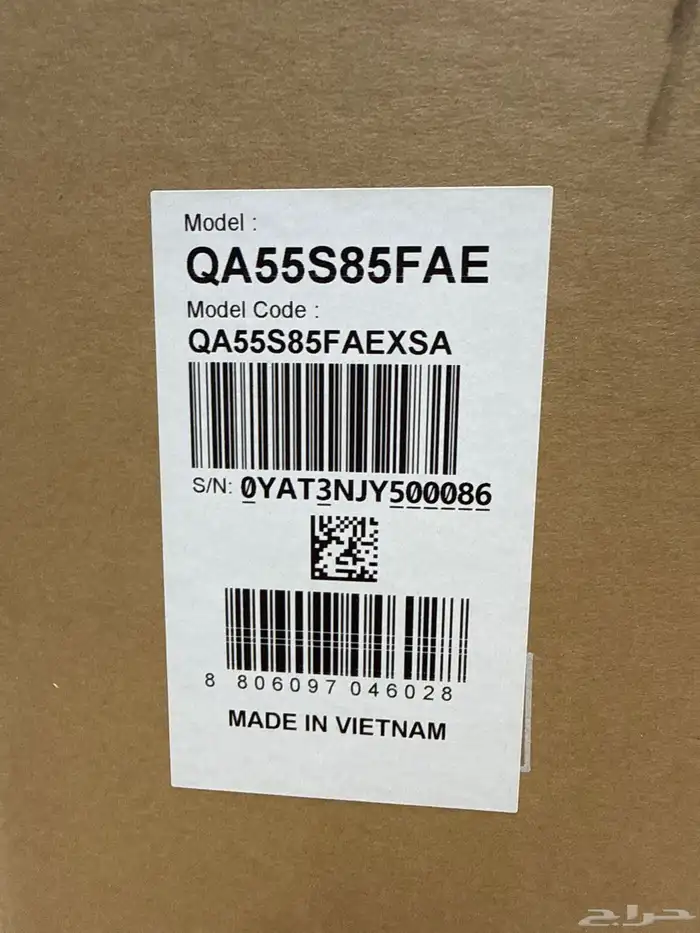 Model :
QA55S85FAE
Model Code :
QA55S85FAEXSA
S/N: 0YAT3NJY500086
8 806097 046028
MADE IN VIETNAM
حراج